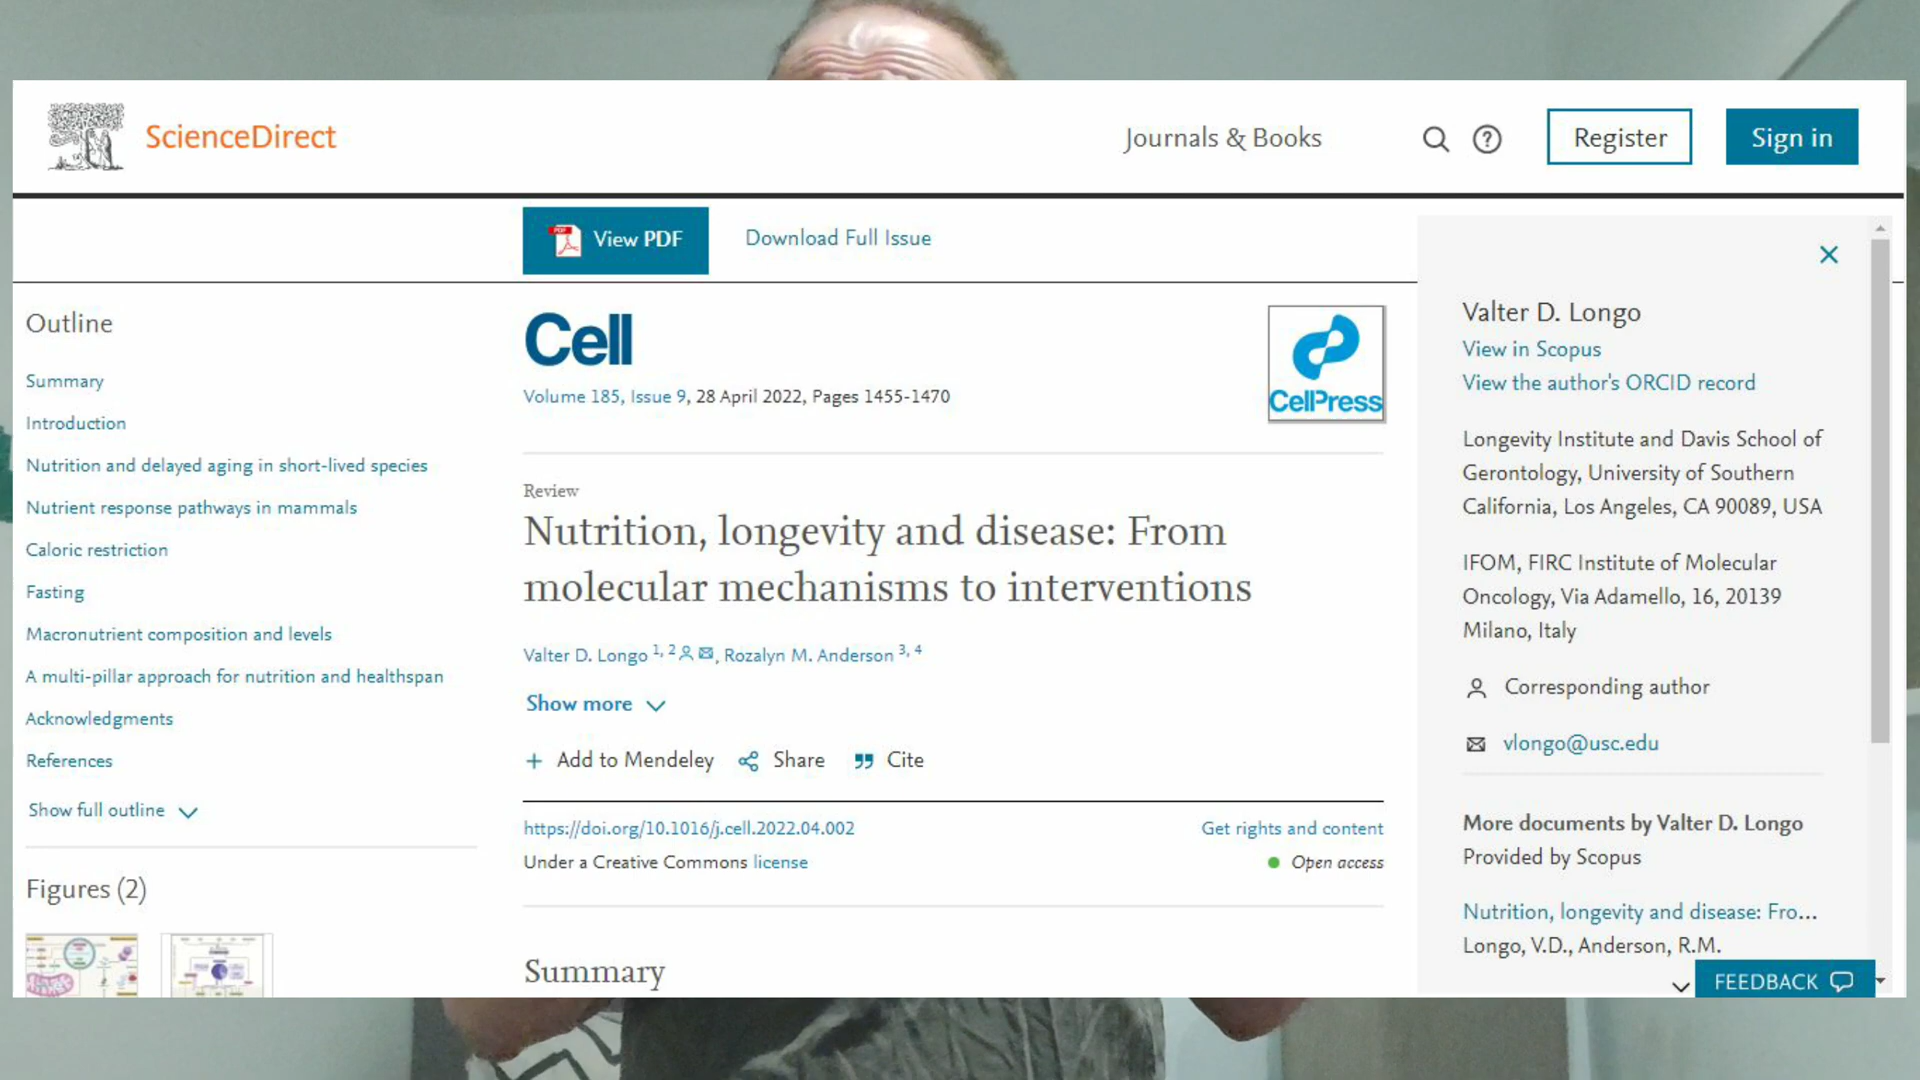 ScienceDirect
Journals & Books
Register
Sign in
View PDF
Download Full Issue
Outline
Summary
Introduction
Nutrition and delayed aging in short-lived species
Nutrient response pathways in mammals
Caloric restriction
Fasting
Macronutrient composition and levels
A multi-pillar approach for nutrition and healthspan
Acknowledgments
References
Show full outline
Figures (2)
Cell
Volume 185, Issue 9, 28 April 2022, Pages 1455-1470
CellPress
Review
Nutrition, longevity and disease: From
molecular mechanisms to interventions
Valter D. Longo 1, 2, Rozalyn M. Anderson 3, 4
Show more
+ Add to Mendeley Share Cite
https://doi.org/10.1016/j.cell.2022.04.002
Get rights and content
Under a Creative Commons license
Open access
Summary
Valter D. Longo
View in Scopus
View the author's ORCID record
Longevity Institute and Davis School of
Gerontology, University of Southern
California, Los Angeles, CA 90089, USA
IFOM, FIRC Institute of Molecular
Oncology, Via Adamello, 16, 20139
Milano, Italy
Corresponding author
vlongo@usc.edu
More documents by Valter D. Longo
Provided by Scopus
Nutrition, longevity and disease: Fro...
Longo, V.D., Anderson, R.M.
FEEDBACK